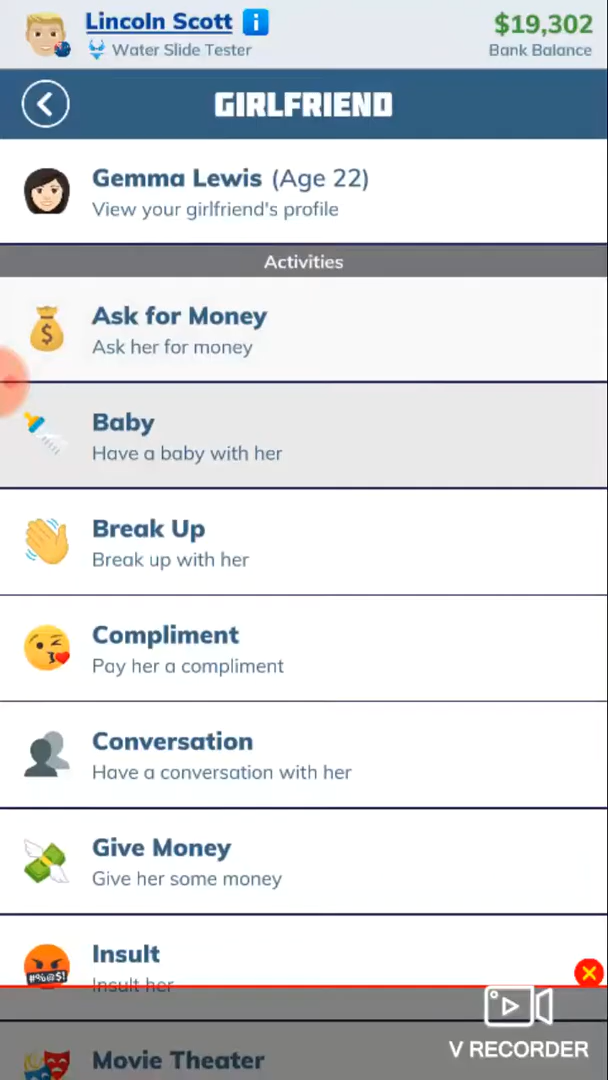 Lincoln Scott i
$19,302
Water Slide Tester
Bank Balance
GIRLFRIEND
Gemma Lewis (Age 22)
View your girlfriend's profile
Activities
Ask for Money
Ask her for money
Baby
Have a baby with her
Break Up
Break up with her
Compliment
Pay her a compliment
Conversation
Have a conversation with her
Give Money
Give her some money
Insult
Insult her
Movie Theater
V RECORDER